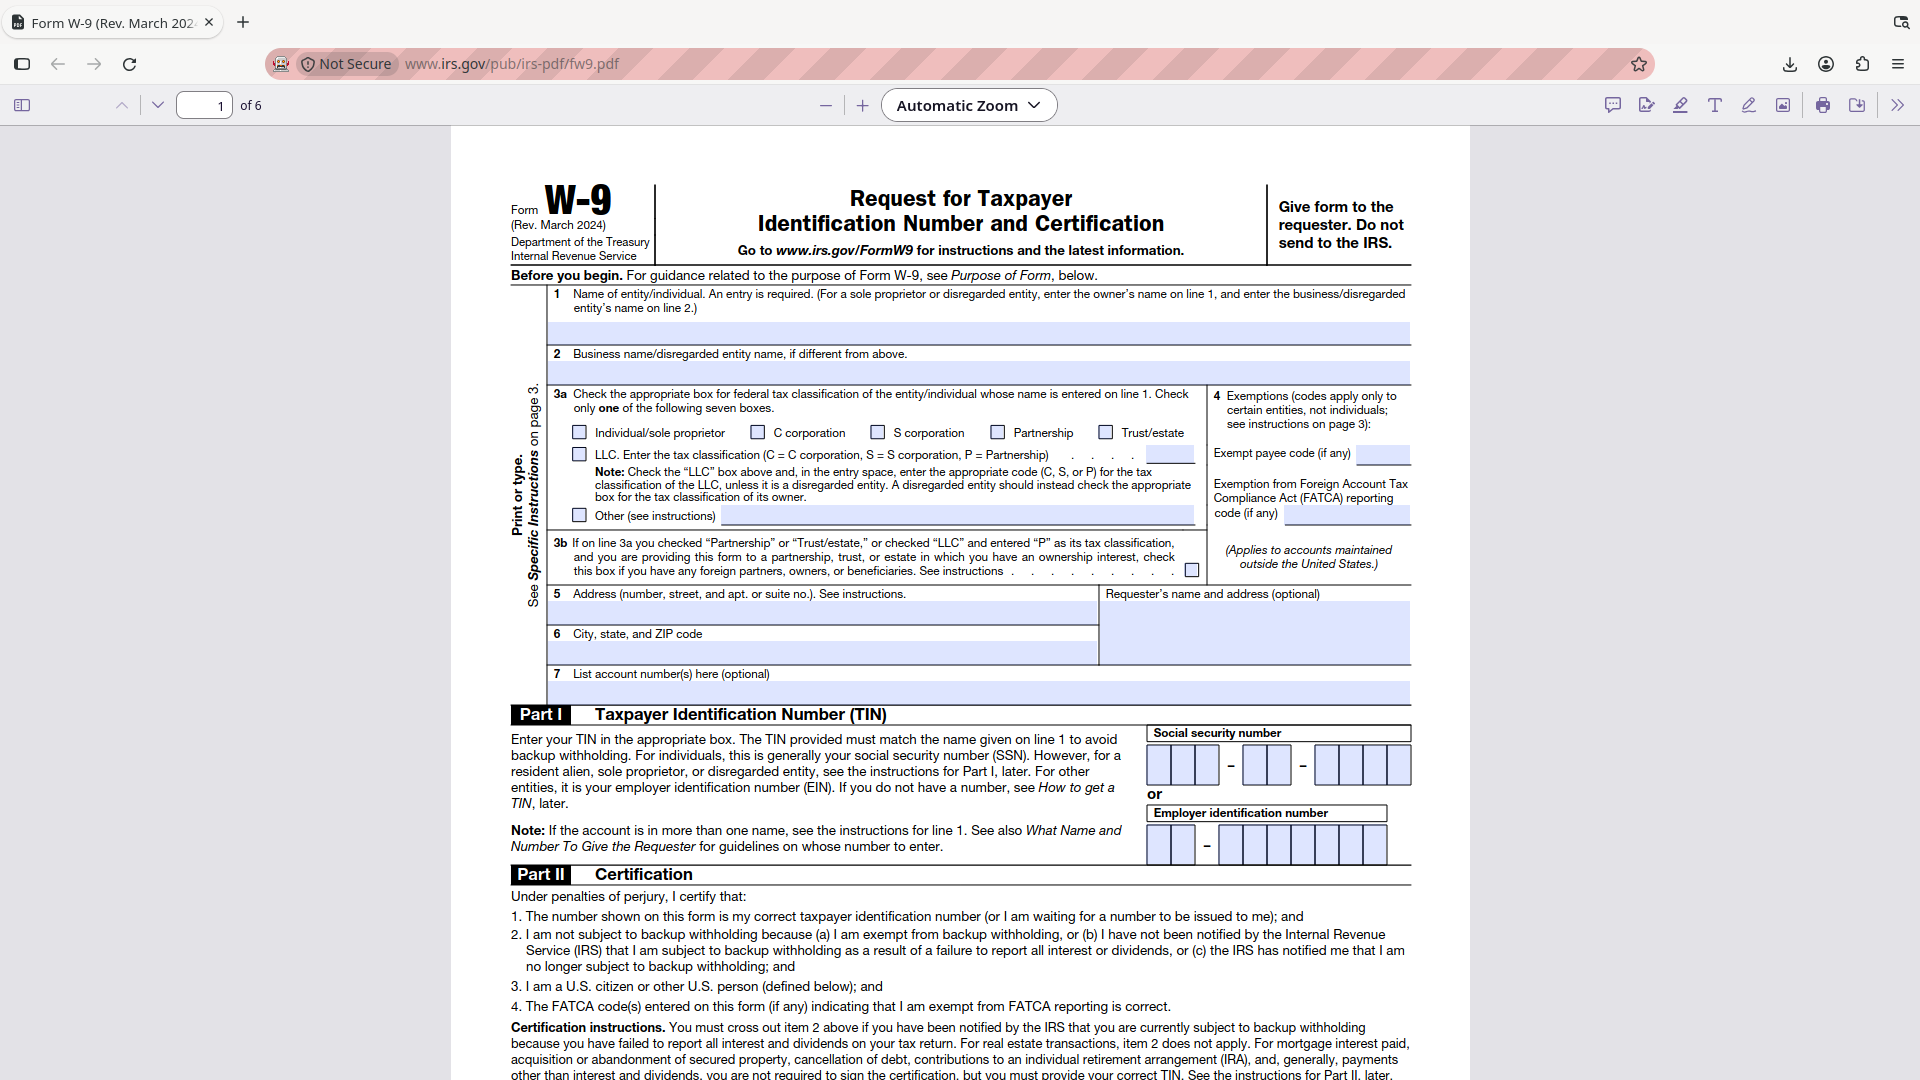 Form W-9 (Rev. March 202
Not Secure www.irs.gov/pub/irs-pdf/fw9.pdf
1 of 6
Automatic Zoom
Form W-9
(Rev. March 2024)
Department of the Treasury
Internal Revenue Service
Request for Taxpayer
Identification Number and Certification
Go to www.irs.gov/FormW9 for instructions and the latest information.
Give form to the
requester. Do not
send to the IRS.
Before you begin. For guidance related to the purpose of Form W-9, see Purpose of Form, below.
Print or type.
See Specific Instructions on page 3.
1 Name of entity/individual. An entry is required. (For a sole proprietor or disregarded entity, enter the owner’s name on line 1, and enter the business/disregarded
entity’s name on line 2.)
2 Business name/disregarded entity name, if different from above.
3a Check the appropriate box for federal tax classification of the entity/individual whose name is entered on line 1. Check
only one of the following seven boxes.
Individual/sole proprietor C corporation S corporation Partnership Trust/estate
LLC. Enter the tax classification (C = C corporation, S = S corporation, P = Partnership) . . . .
Note: Check the “LLC” box above and, in the entry space, enter the appropriate code (C, S, or P) for the tax
classification of the LLC, unless it is a disregarded entity. A disregarded entity should instead check the appropriate
box for the tax classification of its owner.
Other (see instructions)
4 Exemptions (codes apply only to
certain entities, not individuals;
see instructions on page 3):
Exempt payee code (if any)
Exemption from Foreign Account Tax
Compliance Act (FATCA) reporting
code (if any)
3b If on line 3a you checked “Partnership” or “Trust/estate,” or checked “LLC” and entered “P” as its tax classification,
and you are providing this form to a partnership, trust, or estate in which you have an ownership interest, check
this box if you have any foreign partners, owners, or beneficiaries. See instructions . . . . . . . . .
(Applies to accounts maintained
outside the United States.)
5 Address (number, street, and apt. or suite no.). See instructions.
Requester’s name and address (optional)
6 City, state, and ZIP code
7 List account number(s) here (optional)
Part I Taxpayer Identification Number (TIN)
Enter your TIN in the appropriate box. The TIN provided must match the name given on line 1 to avoid
backup withholding. For individuals, this is generally your social security number (SSN). However, for a
resident alien, sole proprietor, or disregarded entity, see the instructions for Part I, later. For other
entities, it is your employer identification number (EIN). If you do not have a number, see How to get a
TIN, later.
Note: If the account is in more than one name, see the instructions for line 1. See also What Name and
Number To Give the Requester for guidelines on whose number to enter.
Social security number
– –
or
Employer identification number
–
Part II Certification
Under penalties of perjury, I certify that:
1. The number shown on this form is my correct taxpayer identification number (or I am waiting for a number to be issued to me); and
2. I am not subject to backup withholding because (a) I am exempt from backup withholding, or (b) I have not been notified by the Internal Revenue
Service (IRS) that I am subject to backup withholding as a result of a failure to report all interest or dividends, or (c) the IRS has notified me that I am
no longer subject to backup withholding; and
3. I am a U.S. citizen or other U.S. person (defined below); and
4. The FATCA code(s) entered on this form (if any) indicating that I am exempt from FATCA reporting is correct.
Certification instructions. You must cross out item 2 above if you have been notified by the IRS that you are currently subject to backup withholding
because you have failed to report all interest and dividends on your tax return. For real estate transactions, item 2 does not apply. For mortgage interest paid,
acquisition or abandonment of secured property, cancellation of debt, contributions to an individual retirement arrangement (IRA), and, generally, payments
other than interest and dividends, you are not required to sign the certification, but you must provide your correct TIN. See the instructions for Part II, later.